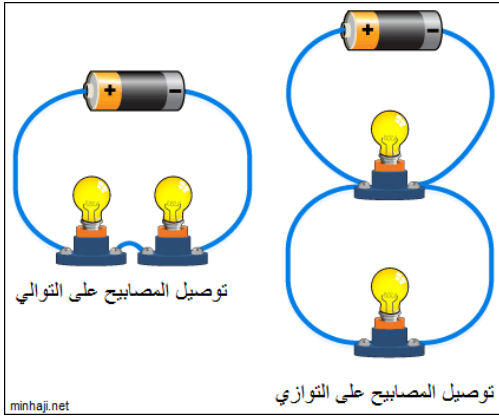 + -
+ -
توصيل المصابيح على التوالي
توصيل المصابيح على التوازي
minhaji.net